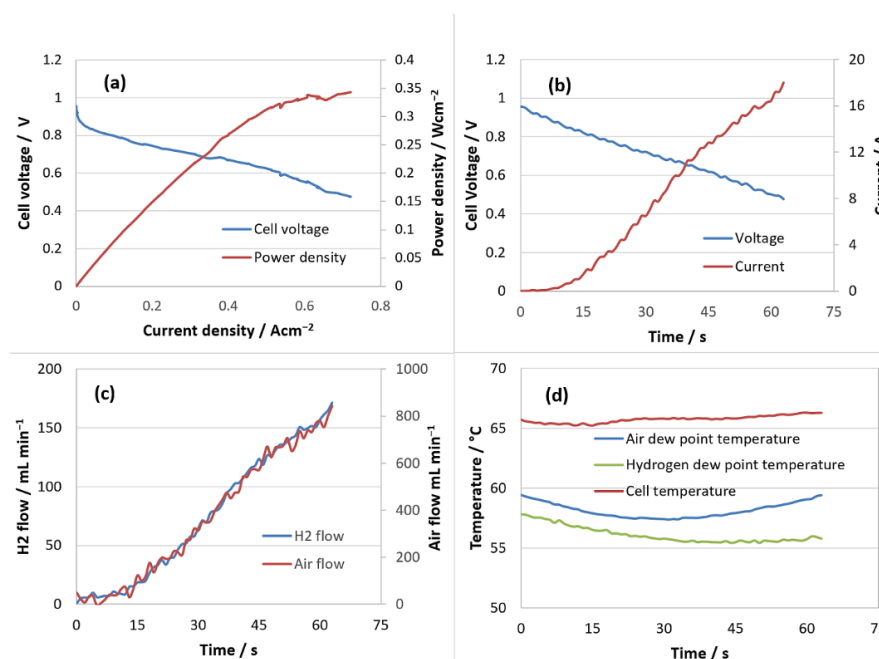 (a)
1.2
1
0.8
0.6
0.4
0.2
0
Cell voltage / V
0.4
0.35
0.3
0.25
0.2
0.15
0.1
0.05
0
Power density / Wcm⁻²
Cell voltage
Power density
0 0.2 0.4 0.6 0.8
Current density / Acm⁻²
(b)
1.2
1
0.8
0.6
0.4
0.2
0
Cell Voltage / V
20
16
12
8
4
0
Voltage
Current
0 15 30 45 60 75
Time / s
(c)
200
150
100
50
0
H2 flow / mL min⁻¹
1000
800
600
400
200
0
Air flow mL min⁻¹
H2 flow
Air flow
0 15 30 45 60 75
Time / s
(d)
70
65
60
55
50
Temperature / °C
Air dew point temperature
Hydrogen dew point temperature
Cell temperature
0 15 30 45 60
Time / s